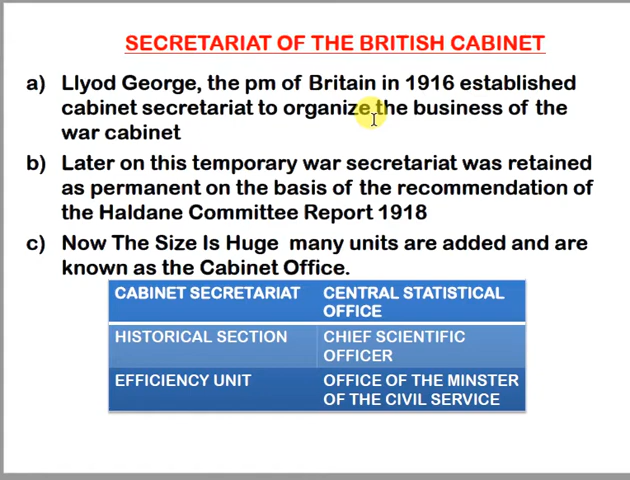 SECRETARIAT OF THE BRITISH CABINET
a) Llyod George, the pm of Britain in 1916 established
cabinet secretariat to organize the business of the
war cabinet
b) Later on this temporary war secretariat was retained
as permanent on the basis of the recommendation of
the Haldane Committee Report 1918
c) Now The Size Is Huge many units are added and are
known as the Cabinet Office.
CABINET SECRETARIAT
CENTRAL STATISTICAL
OFFICE
HISTORICAL SECTION
CHIEF SCIENTIFIC
OFFICER
EFFICIENCY UNIT
OFFICE OF THE MINSTER
OF THE CIVIL SERVICE